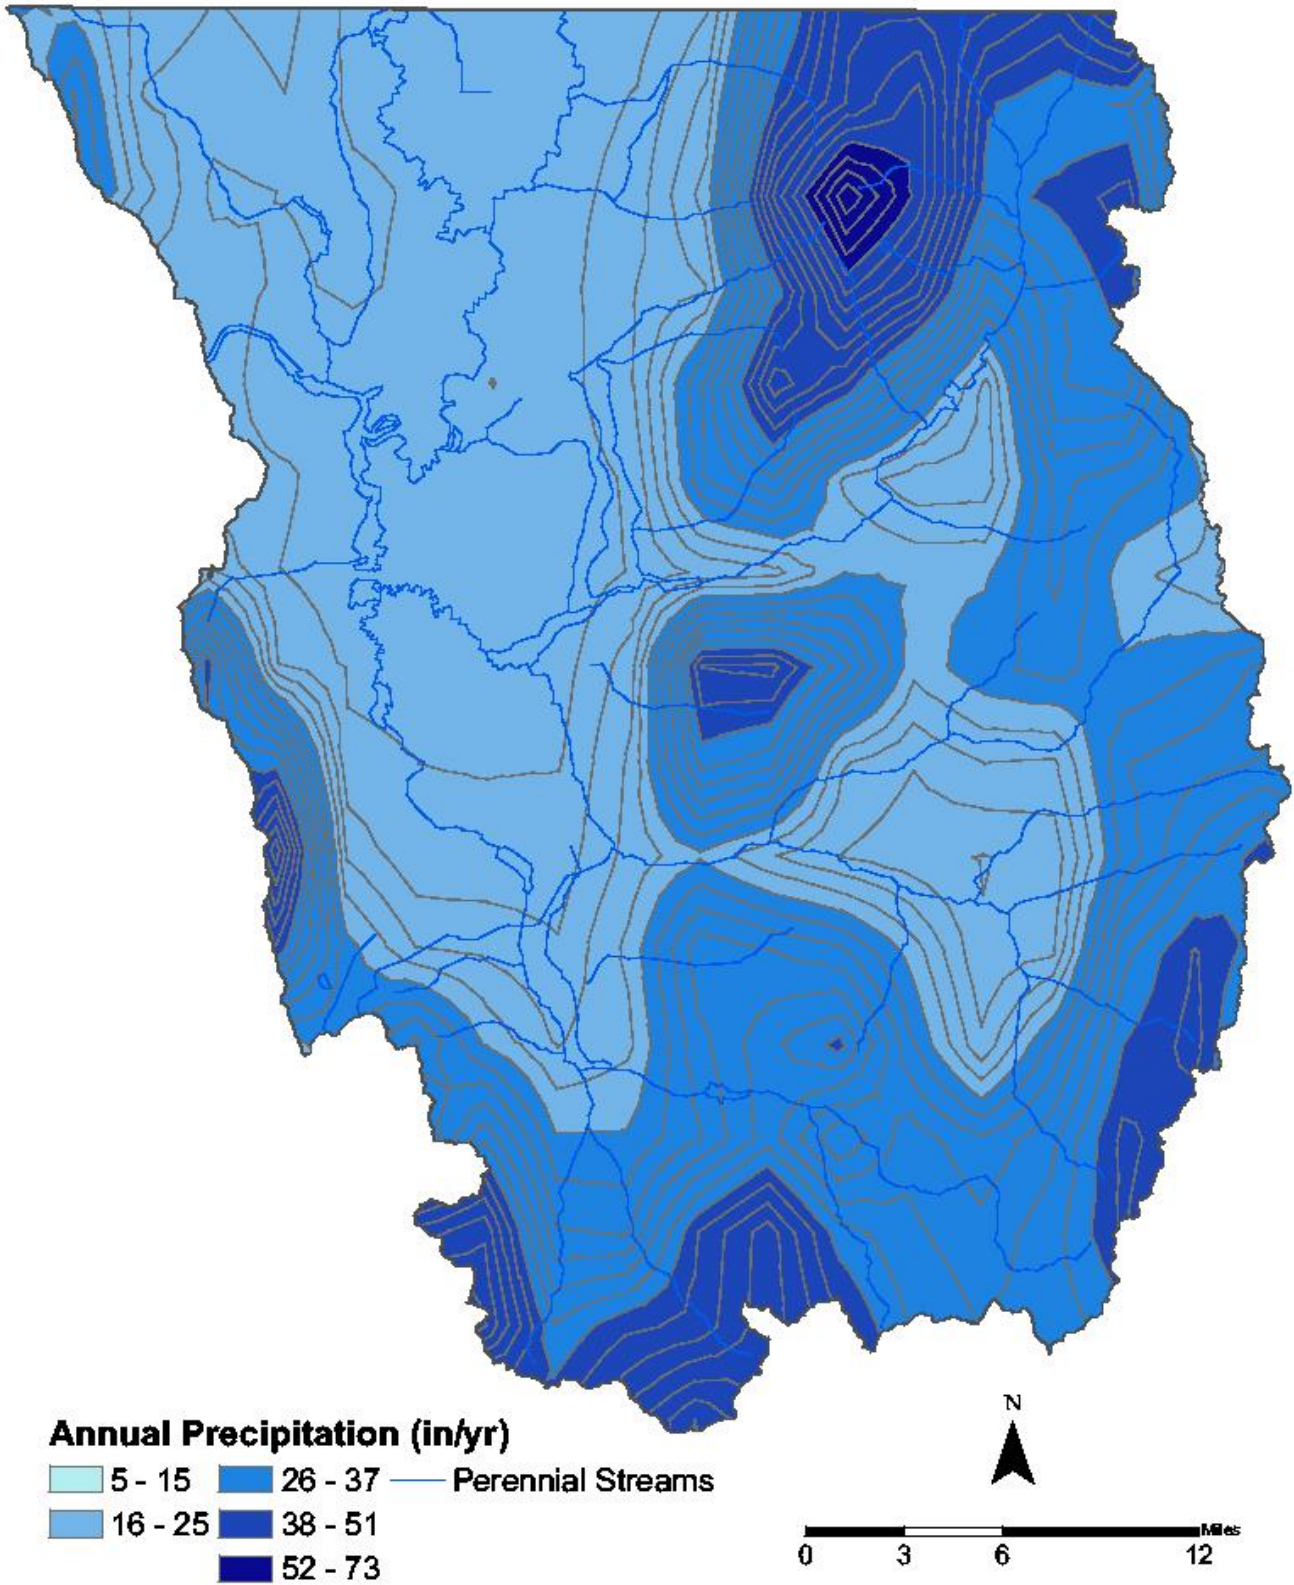 N
Annual Precipitation (in/yr)
5 - 15 26 - 37 Perennial Streams
16 - 25 38 - 51
52 - 73
Miles
0 3 6 12